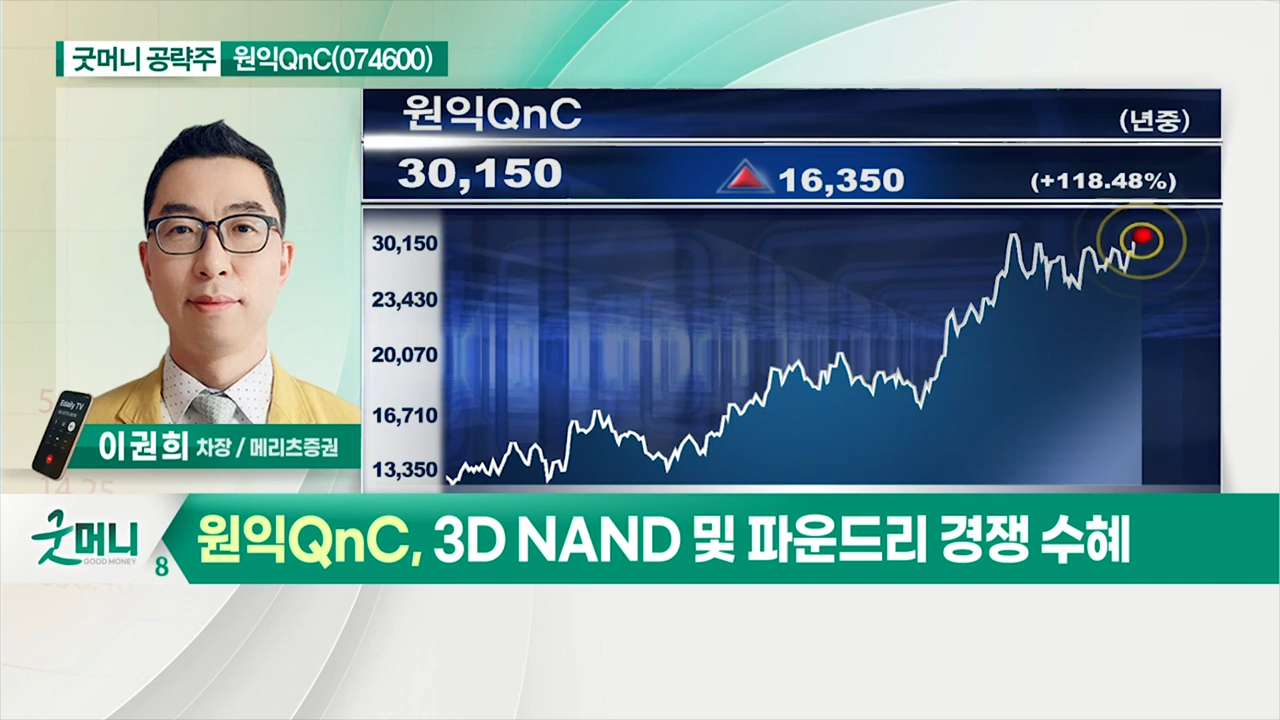 굿머니 공략주 원익QnC(074600)
원익QnC (년중)
30,150 ▲ 16,350 (+118.48%)
30,150
23,430
20,070
16,710
13,350
Edaily TV
이권희 차장 / 메리츠증권
굿머니
GOOD MONEY
8
원익QnC, 3D NAND 및 파운드리 경쟁 수혜